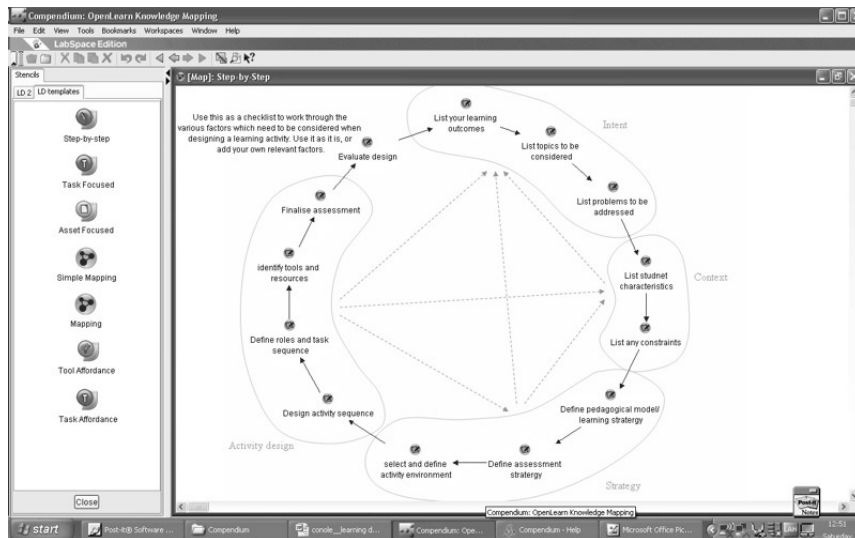 Compendium: OpenLearn Knowledge Mapping
File Edit View Tools Bookmarks Workspaces Window Help
LabSpace Edition
Stencils
LD 2 LD templates
Step-by-step
Task Focused
Asset Focused
Simple Mapping
Mapping
Tool Affordance
Task Affordance
Close
[Map]: Step-by-Step
Use this as a checklist to work through the
various factors which need to be considered when
designing a learning activity. Use it as it is, or
add your own relevant factors.
List your learning
outcomes
Intent
List topics to be
considered
Evaluate design
List problems to be
addressed
Finalise assessment
identify tools and
resources
List studnet
characteristics
Context
Define roles and task
sequence
List any constraints
Design activity sequence
Define pedagogical model/
learning stratergy
Activity design
select and define
activity environment
Define assessment
stratergy
Strategy
Compendium: OpenLearn Knowledge Mapping
Post-it
Notes
start
Post-it® Software ...
Compendium
conole__learning d...
Compendium: Ope...
Compendium - Help
Microsoft Office Pic...
12:51
Saturday